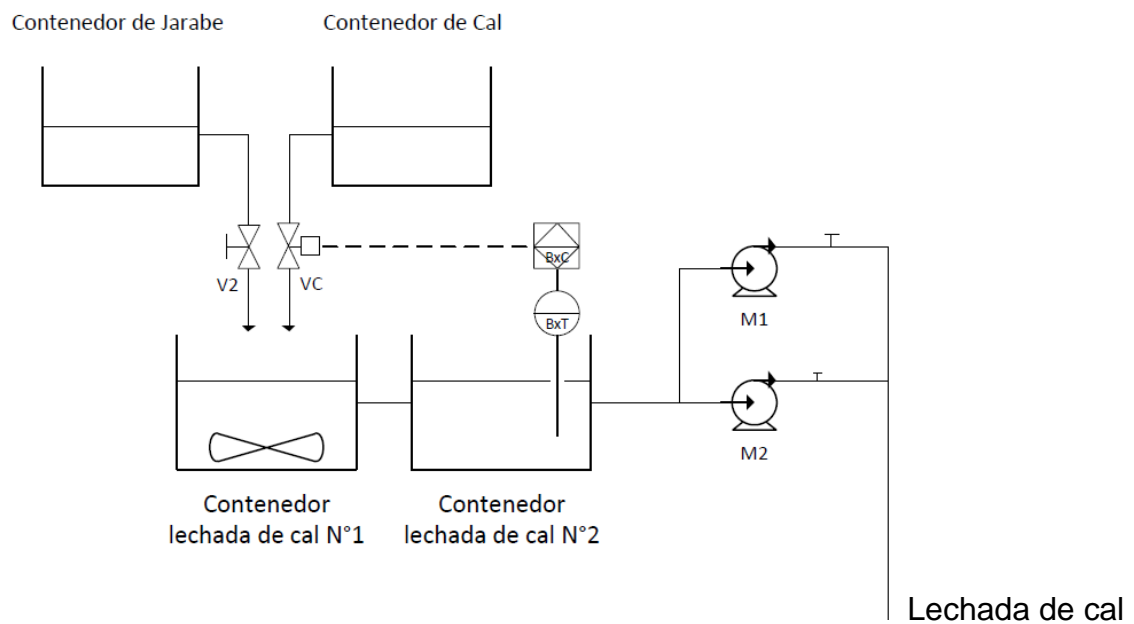 Contenedor de Jarabe
Contenedor de Cal
BxC
V2
VC
BxT
M1
M2
Contenedor
lechada de cal N°1
Contenedor
lechada de cal N°2
Lechada de cal